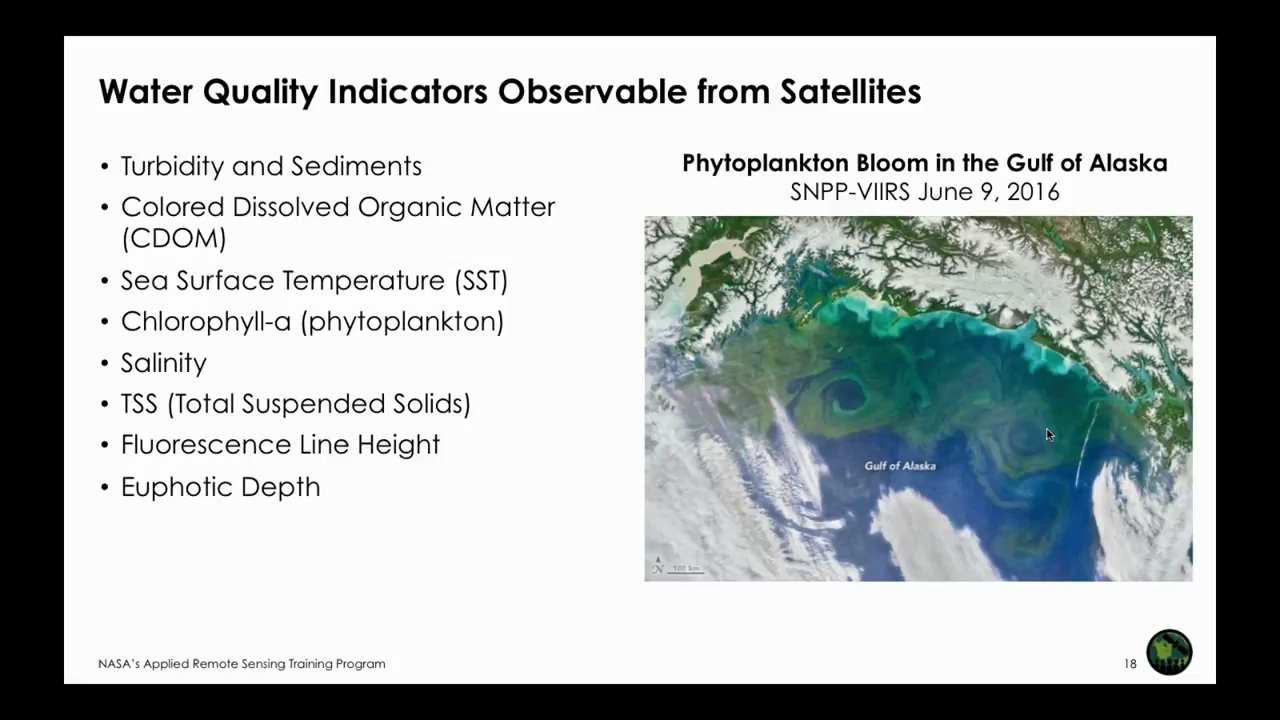 Water Quality Indicators Observable from Satellites
• Turbidity and Sediments
• Colored Dissolved Organic Matter
(CDOM)
• Sea Surface Temperature (SST)
• Chlorophyll-a (phytoplankton)
• Salinity
• TSS (Total Suspended Solids)
• Fluorescence Line Height
• Euphotic Depth
Phytoplankton Bloom in the Gulf of Alaska
SNPP-VIIRS June 9, 2016
Gulf of Alaska
N 100 km
NASA's Applied Remote Sensing Training Program
18